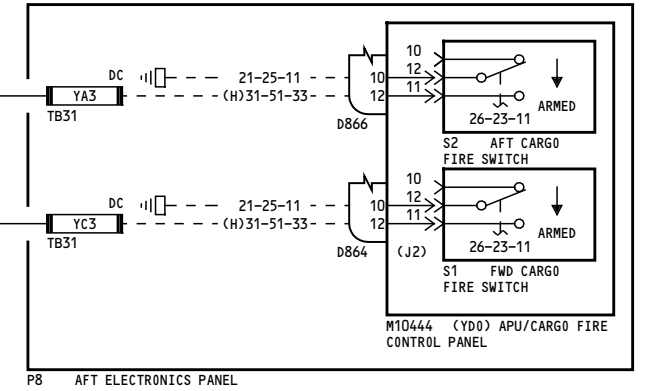 10
DC 21-25-11 10 12
YA3 (H)31-51-33 12 11
ARMED
TB31
26-23-11
D866
S2 AFT CARGO
FIRE SWITCH
10
DC 21-25-11 10 12
YC3 (H)31-51-33 12 11
ARMED
TB31
26-23-11
D864 (J2)
S1 FWD CARGO
FIRE SWITCH
M10444 (YD0) APU/CARGO FIRE
CONTROL PANEL
P8 AFT ELECTRONICS PANEL